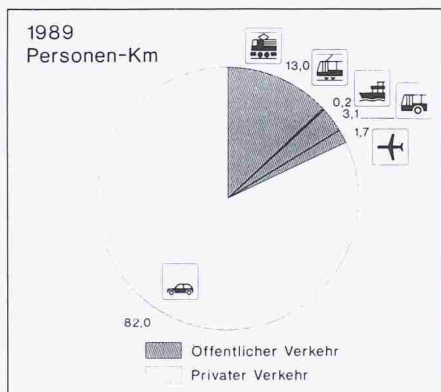 1989
Personen-Km
13,0
0,2
3,1
1,7
82,0
Offentlicher Verkehr
Privater Verkehr